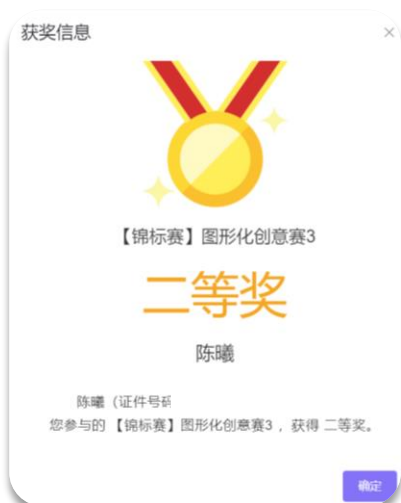 获奖信息
【锦标赛】图形化创意赛3
二等奖
陈曦
陈曦（证件号码
您参与的 【锦标赛】图形化创意赛3 ，获得 二等奖。
确定